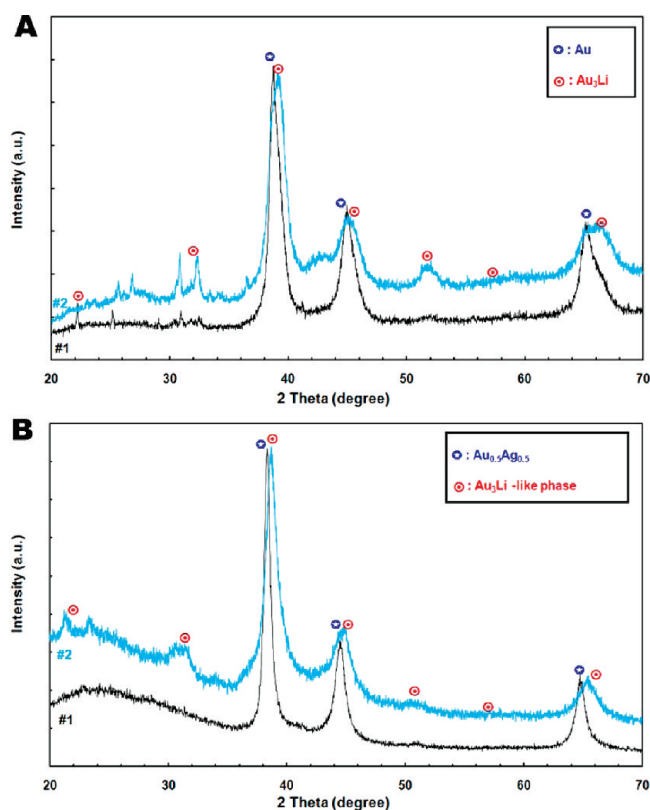 A
: Au
: Au₃Li
Intensity (a.u.)
#2
#1
20 30 40 50 60 70
2 Theta (degree)
B
: Au₀.₅Ag₀.₅
: Au₃Li -like phase
Intensity (a.u.)
#2
#1
20 30 40 50 60 70
2 Theta (degree)